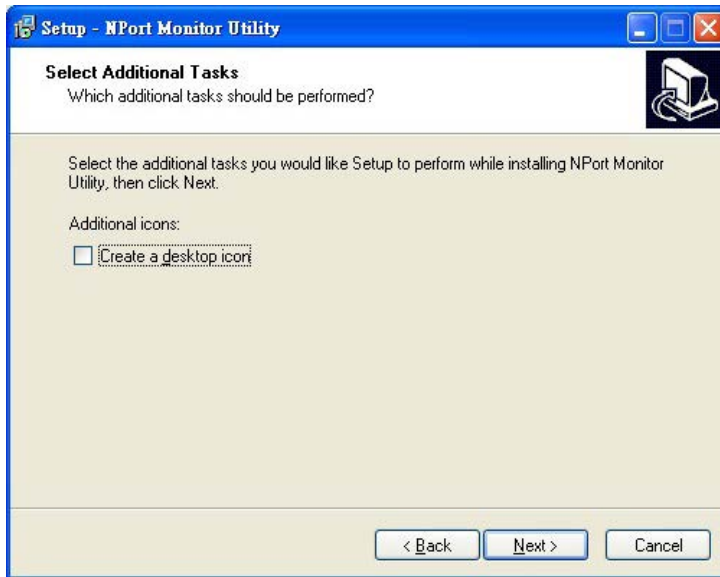 Setup - NPort Monitor Utility
Select Additional Tasks
Which additional tasks should be performed?
Select the additional tasks you would like Setup to perform while installing NPort Monitor
Utility, then click Next.
Additional icons:
Create a desktop icon
< Back
Next >
Cancel